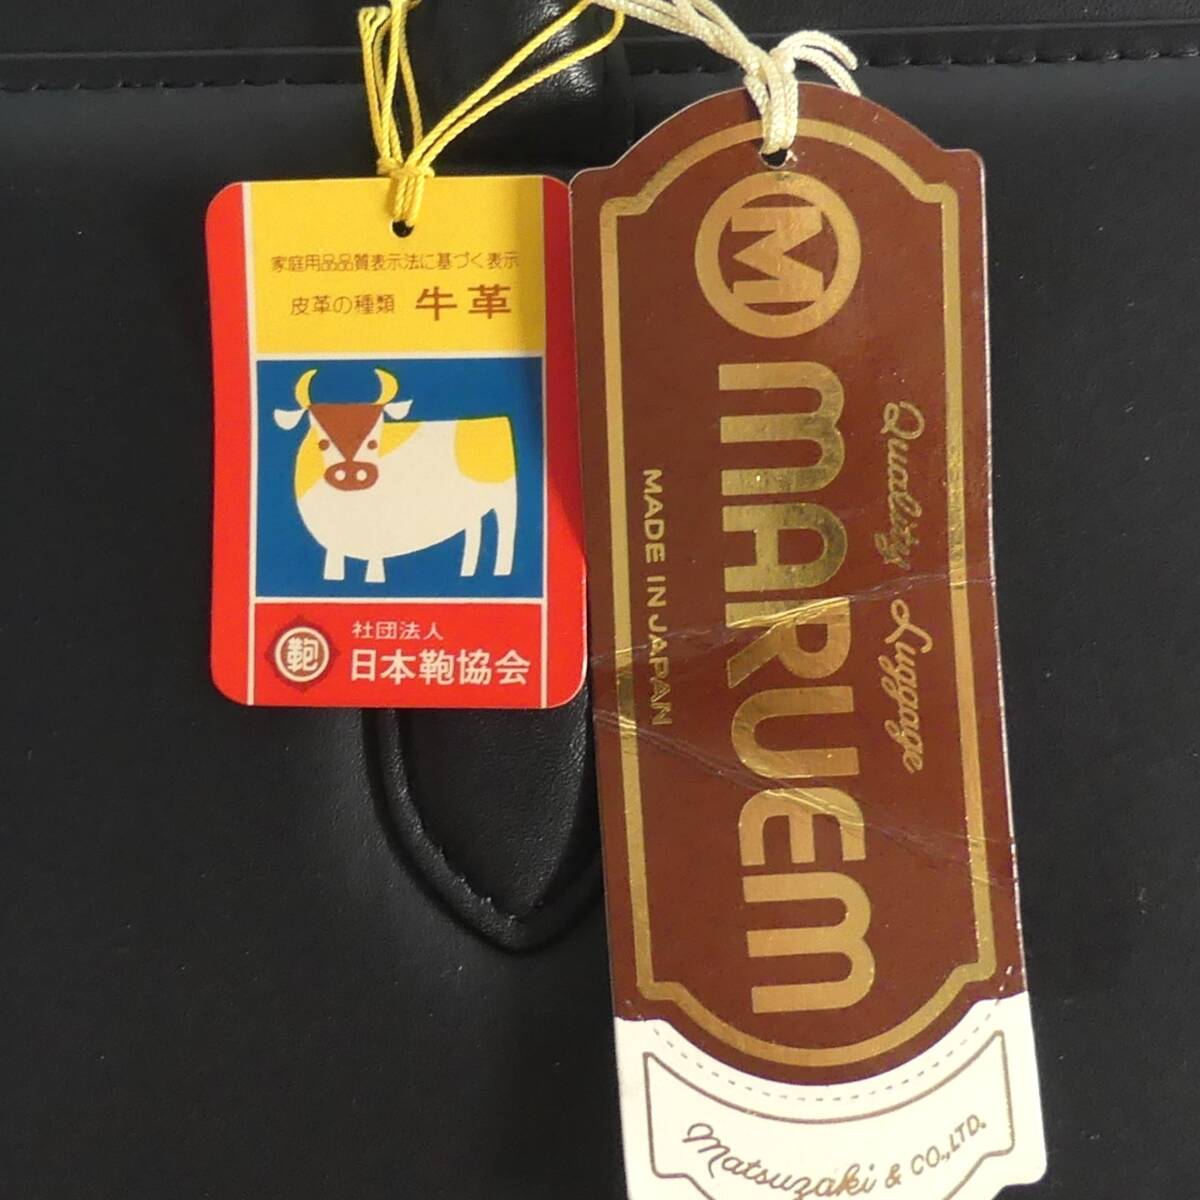 家庭用品品質表示法に基づく表示
皮革の種類 牛革
鞄
社団法人
日本鞄協会
M MARUEM
Quality Luggage
MADE IN JAPAN
Matsuzaki & CO.,LTD.